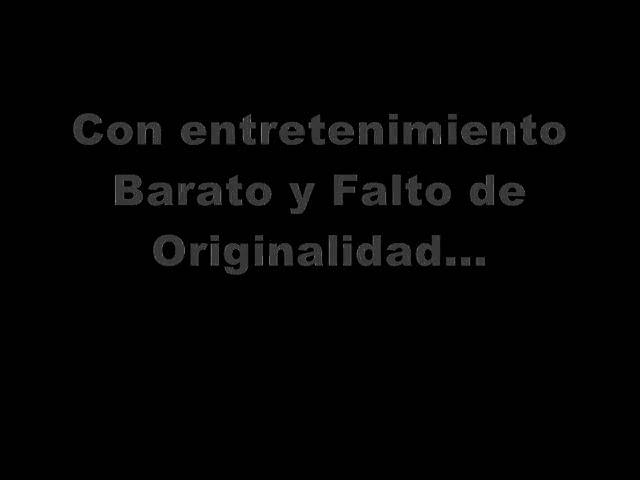 Con entretenimiento
Barato y Falto de
Originalidad...